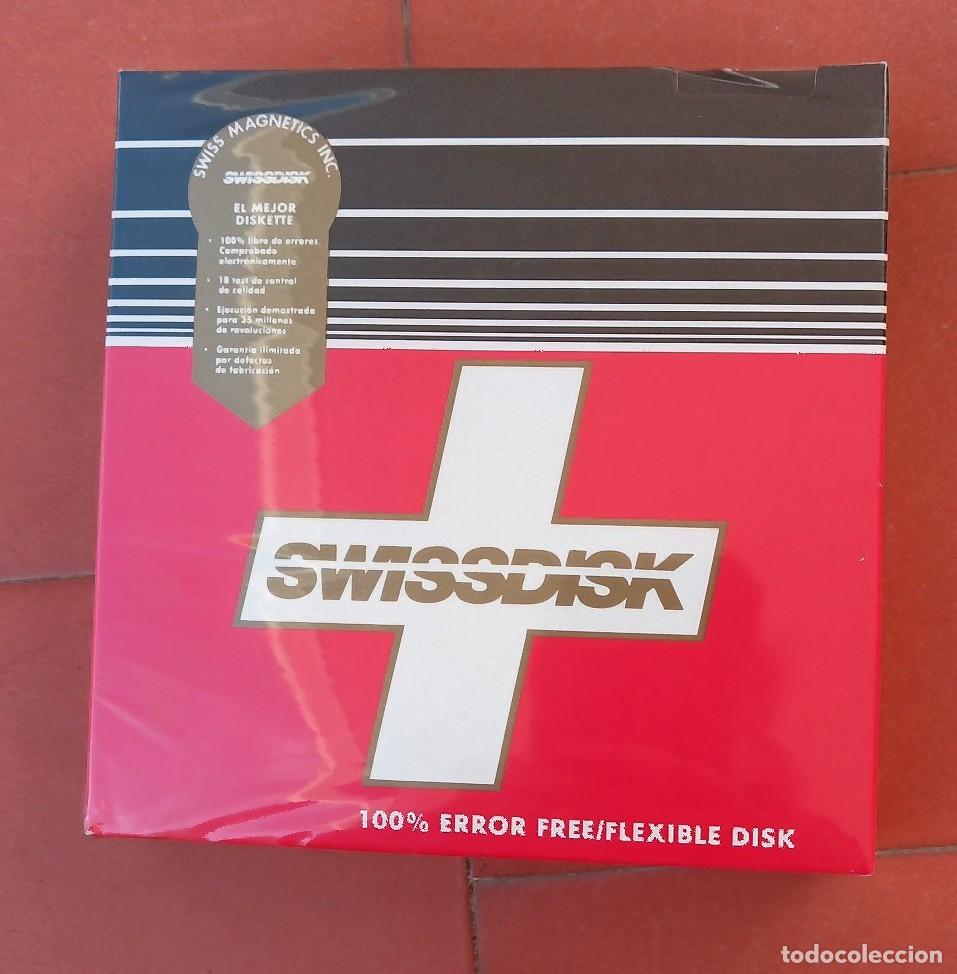 SWISS MAGNETICS INC.
SWISSDISK
EL MEJOR
DISKETTE
• 100% libre de errores.
Comprobado
electrónicamente
• 18 test de control
de calidad
• Ejecución demostrada
para 35 millones
de revoluciones
• Garantía ilimitada
por defectos
de fabricación
SWISSDISK
100% ERROR FREE/FLEXIBLE DISK
todocoleccion